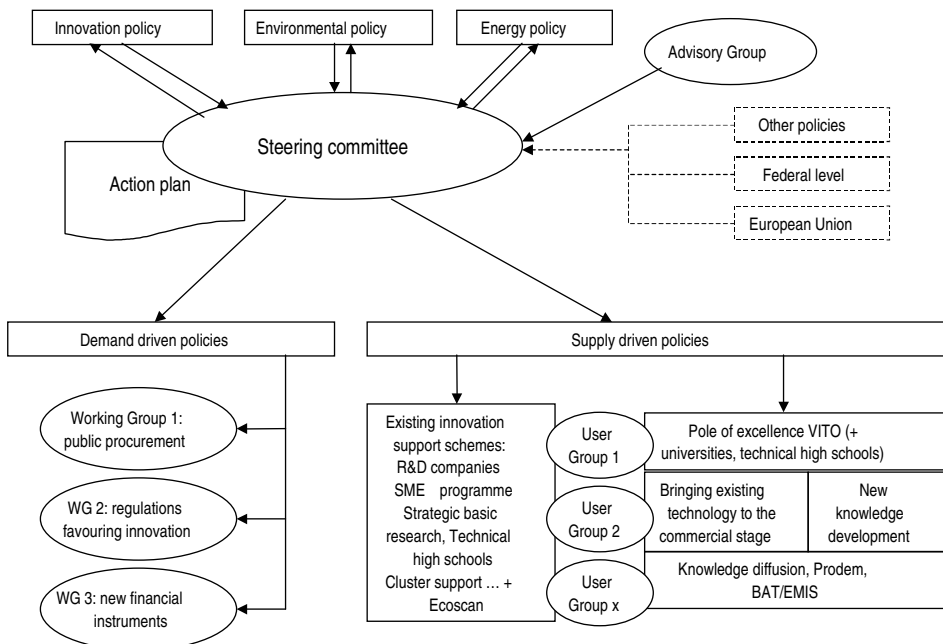 Innovation policy
Environmental policy
Energy policy
Advisory Group
Steering committee
Action plan
Other policies
Federal level
European Union
Demand driven policies
Supply driven policies
Working Group 1:
public procurement
WG 2: regulations
favouring innovation
WG 3: new financial
instruments
Existing innovation
support schemes:
R&D companies
SME programme
Strategic basic
research, Technical
high schools
Cluster support ... +
Ecoscan
User
Group 1
User
Group 2
User
Group x
Pole of excellence VITO (+
universities, technical high schools)
Bringing existing
technology to the
commercial stage
New
knowledge
development
Knowledge diffusion, Prodem,
BAT/EMIS